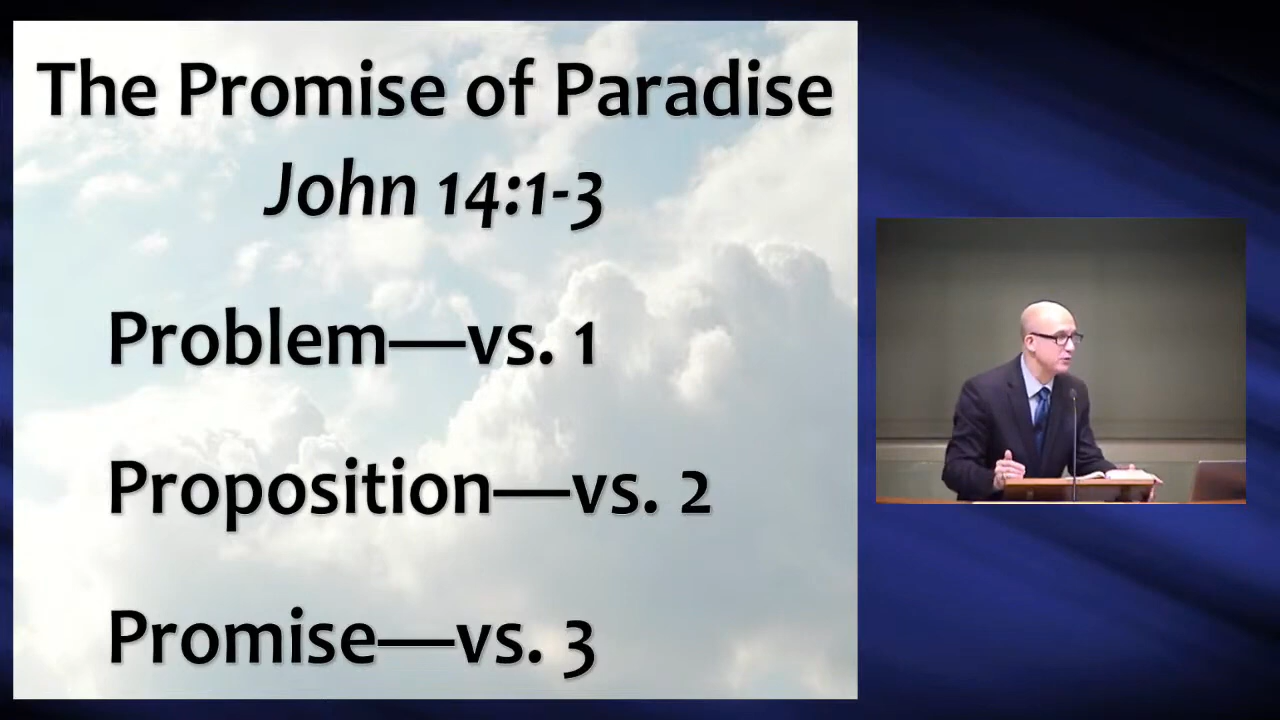 The Promise of Paradise
John 14:1-3
Problem—vs. 1
Proposition—vs. 2
Promise—vs. 3